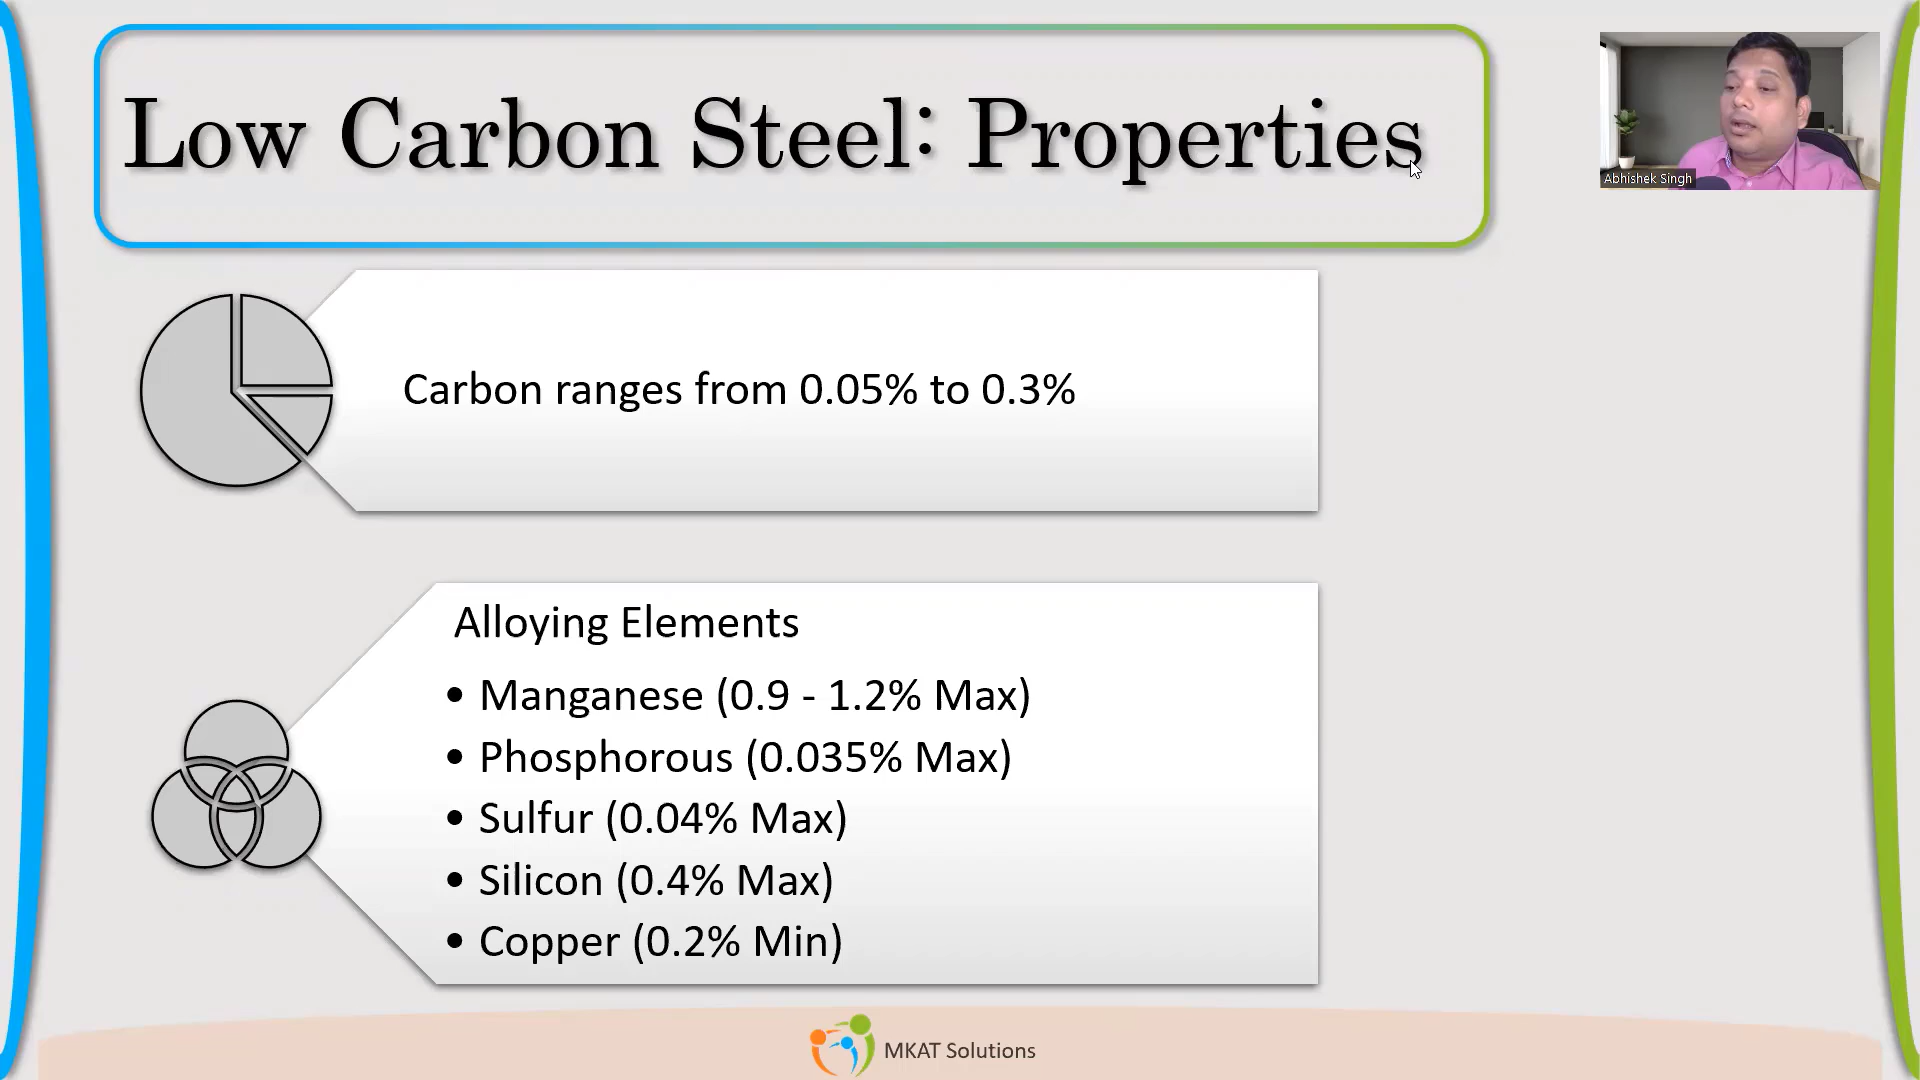 Low Carbon Steel: Properties
Abhishek Singh
Carbon ranges from 0.05% to 0.3%
Alloying Elements
• Manganese (0.9 - 1.2% Max)
• Phosphorous (0.035% Max)
• Sulfur (0.04% Max)
• Silicon (0.4% Max)
• Copper (0.2% Min)
MKAT Solutions